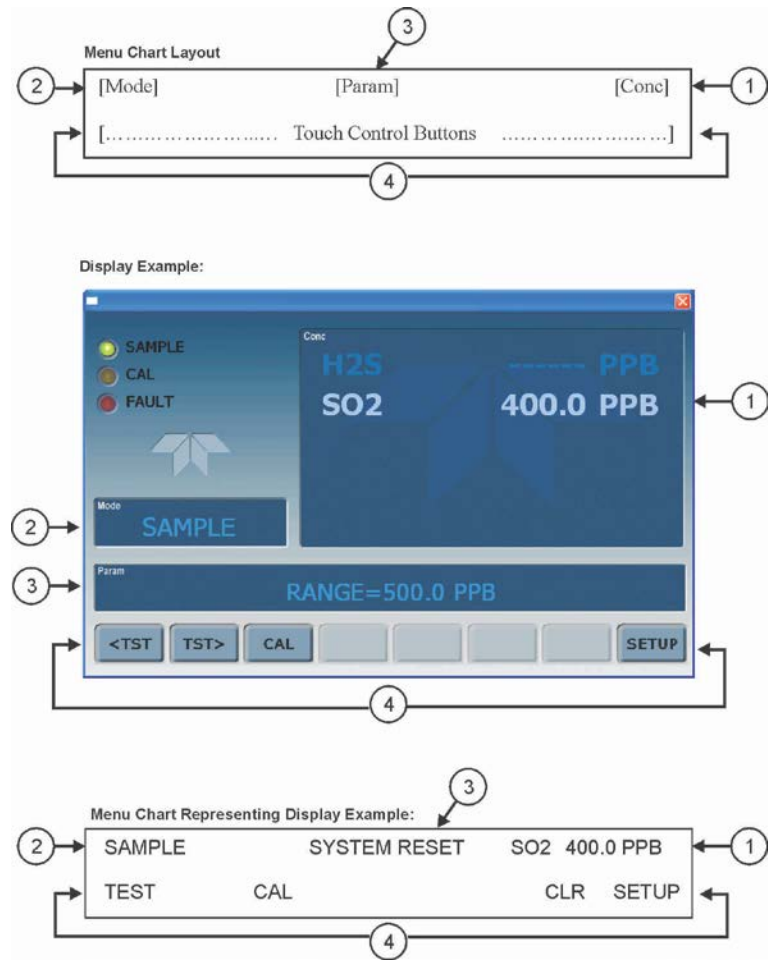 3
Menu Chart Layout
2 [Mode] [Param] [Conc] 1
[........................ Touch Control Buttons ........................]
4
Display Example:
SAMPLE
CAL
FAULT
Conc
H2S ------ PPB
SO2 400.0 PPB 1
Mode
2 SAMPLE
Param
3 RANGE=500.0 PPB
<TST TST> CAL SETUP
4
3
Menu Chart Representing Display Example:
2 SAMPLE SYSTEM RESET SO2 400.0 PPB 1
TEST CAL CLR SETUP
4